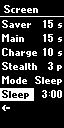 Screen
Saver 15 s
Main 15 s
Charge 10 s
Stealth 3 p
Mode Sleep
Sleep 3:00
←